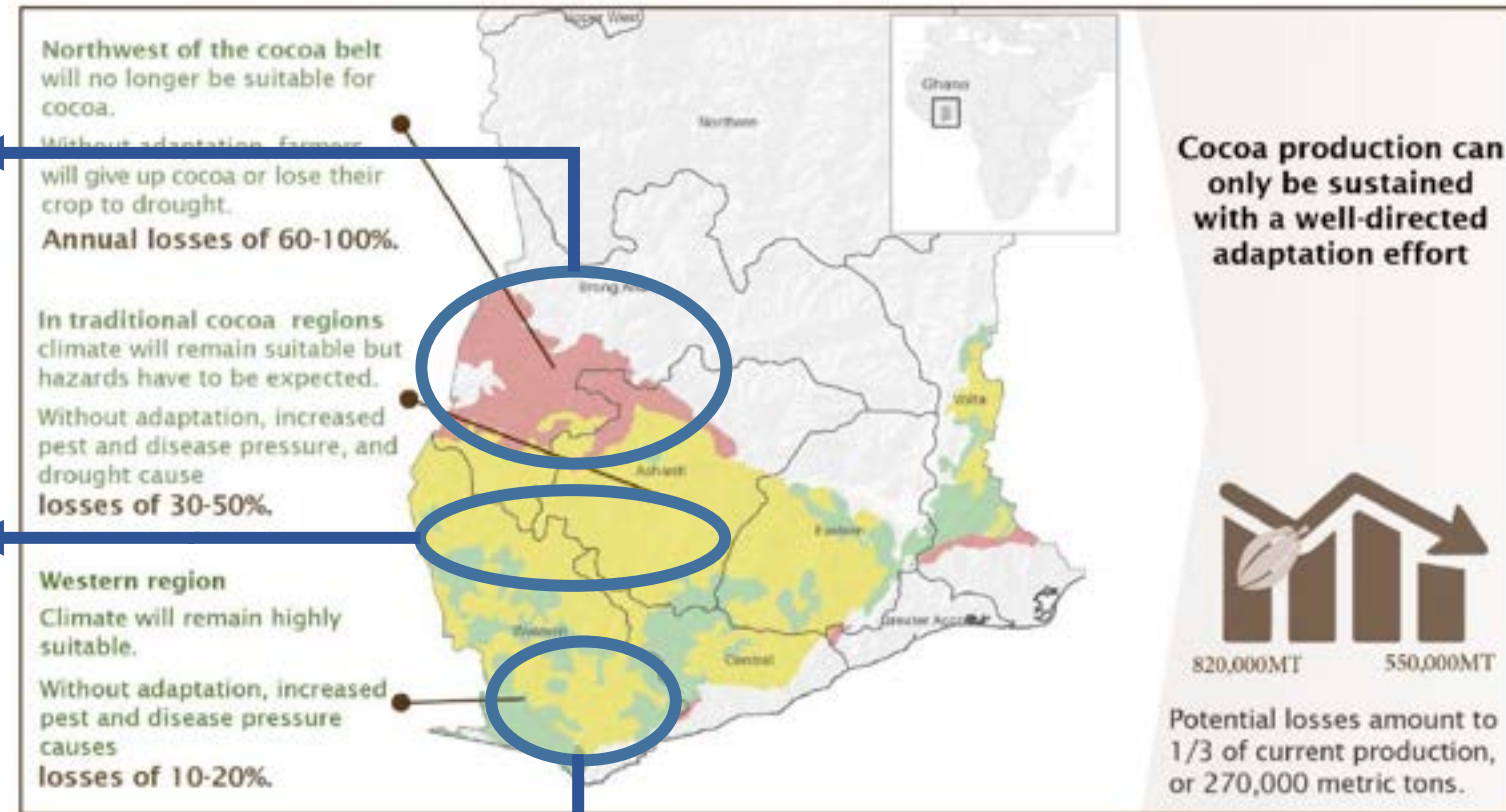 Northwest of the cocoa belt
will no longer be suitable for
cocoa.
Without adaptation, farmers
will give up cocoa or lose their
crop to drought.
Annual losses of 60-100%.
In traditional cocoa regions
climate will remain suitable but
hazards have to be expected.
Without adaptation, increased
pest and disease pressure, and
drought cause
losses of 30-50%.
Western region
Climate will remain highly
suitable.
Without adaptation, increased
pest and disease pressure
causes
losses of 10-20%.
Upper West
Northern
Brong
Ashanti
Volta
Eastern
Greater
Western
Central
Ghana
Cocoa production can
only be sustained
with a well-directed
adaptation effort
820,000MT 550,000MT
Potential losses amount to
1/3 of current production,
or 270,000 metric tons.